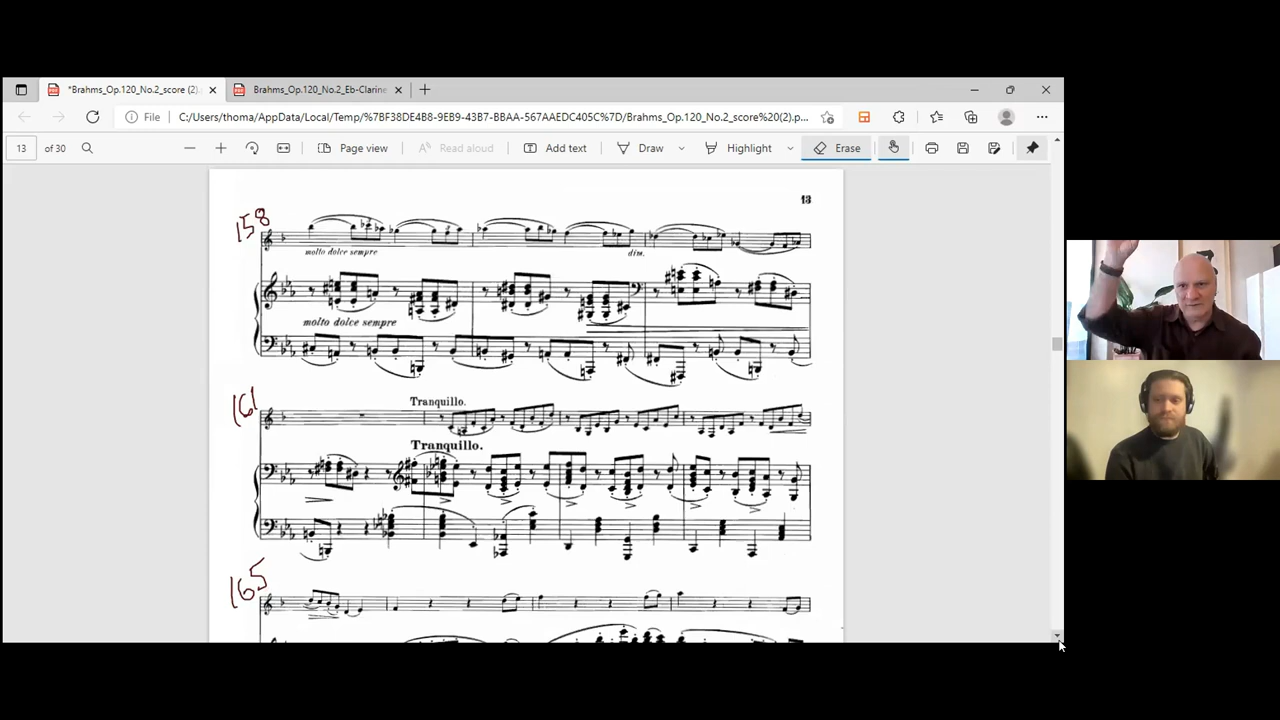 *Brahms_Op.120_No.2_score (2).
Brahms_Op.120_No.2_Eb-Clarine
File
C:/Users/thoma/AppData/Local/Temp/%7BF38DE4B8-9EB9-43B7-BBAA-567AAEDC405C%7D/Brahms_Op.120_No.2_score%20(2).p...
13 of 30
Page view
Read aloud
Add text
Draw
Highlight
Erase
13
158
molto dolce sempre
dim.
molto dolce sempre
161
Tranquillo.
Tranquillo.
165